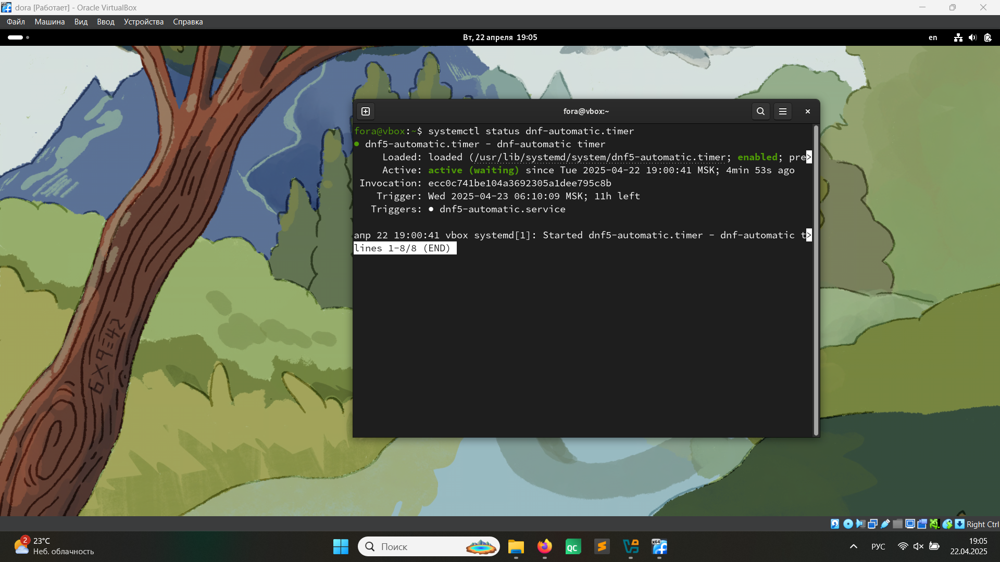 dora [Работает] - Oracle VirtualBox
Файл Машина Вид Ввод Устройства Справка
Вт, 22 апреля 19:05
en
fora@vbox:~
fora@vbox:~$ systemctl status dnf-automatic.timer
● dnf5-automatic.timer - dnf-automatic timer
Loaded: loaded (/usr/lib/systemd/system/dnf5-automatic.timer; enabled; pre>
Active: active (waiting) since Tue 2025-04-22 19:00:41 MSK; 4min 53s ago
Invocation: ecc0c741be104a3692305a1dee795c8b
Trigger: Wed 2025-04-23 06:10:09 MSK; 11h left
Triggers: ● dnf5-automatic.service
апр 22 19:00:41 vbox systemd[1]: Started dnf5-automatic.timer - dnf-automatic t>
lines 1-8/8 (END)
6×9=42
Right Ctrl
2
23°C
Неб. облачность
Поиск
QC
x64
РУС
19:05
22.04.2025